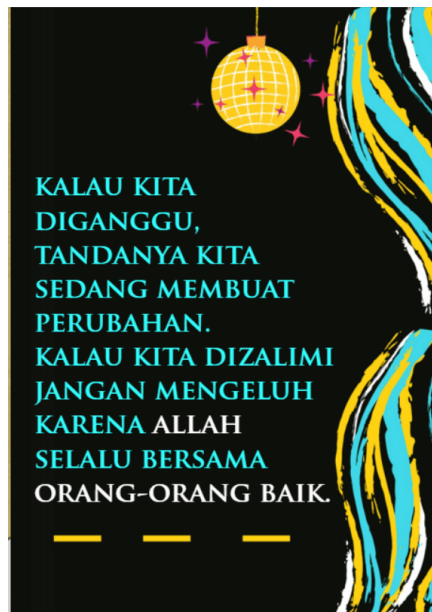 KALAU KITA
DIGANGGU,
TANDANYA KITA
SEDANG MEMBUAT
PERUBAHAN.
KALAU KITA DIZALIMI
JANGAN MENGELUH
KARENA ALLAH
SELALU BERSAMA
ORANG-ORANG BAIK.